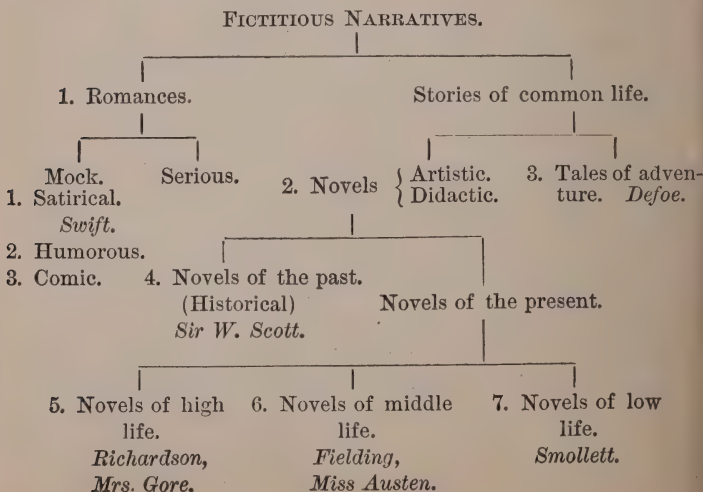 FICTITIOUS NARRATIVES.
1. Romances.
Stories of common life.
Mock.
1. Satirical.
Swift.
2. Humorous.
3. Comic.
Serious.
2. Novels { Artistic.
{ Didactic.
3. Tales of adven-
ture. Defoe.
4. Novels of the past.
(Historical)
Sir W. Scott.
Novels of the present.
5. Novels of high
life.
Richardson,
Mrs. Gore.
6. Novels of middle
life.
Fielding,
Miss Austen.
7. Novels of low
life.
Smollett.